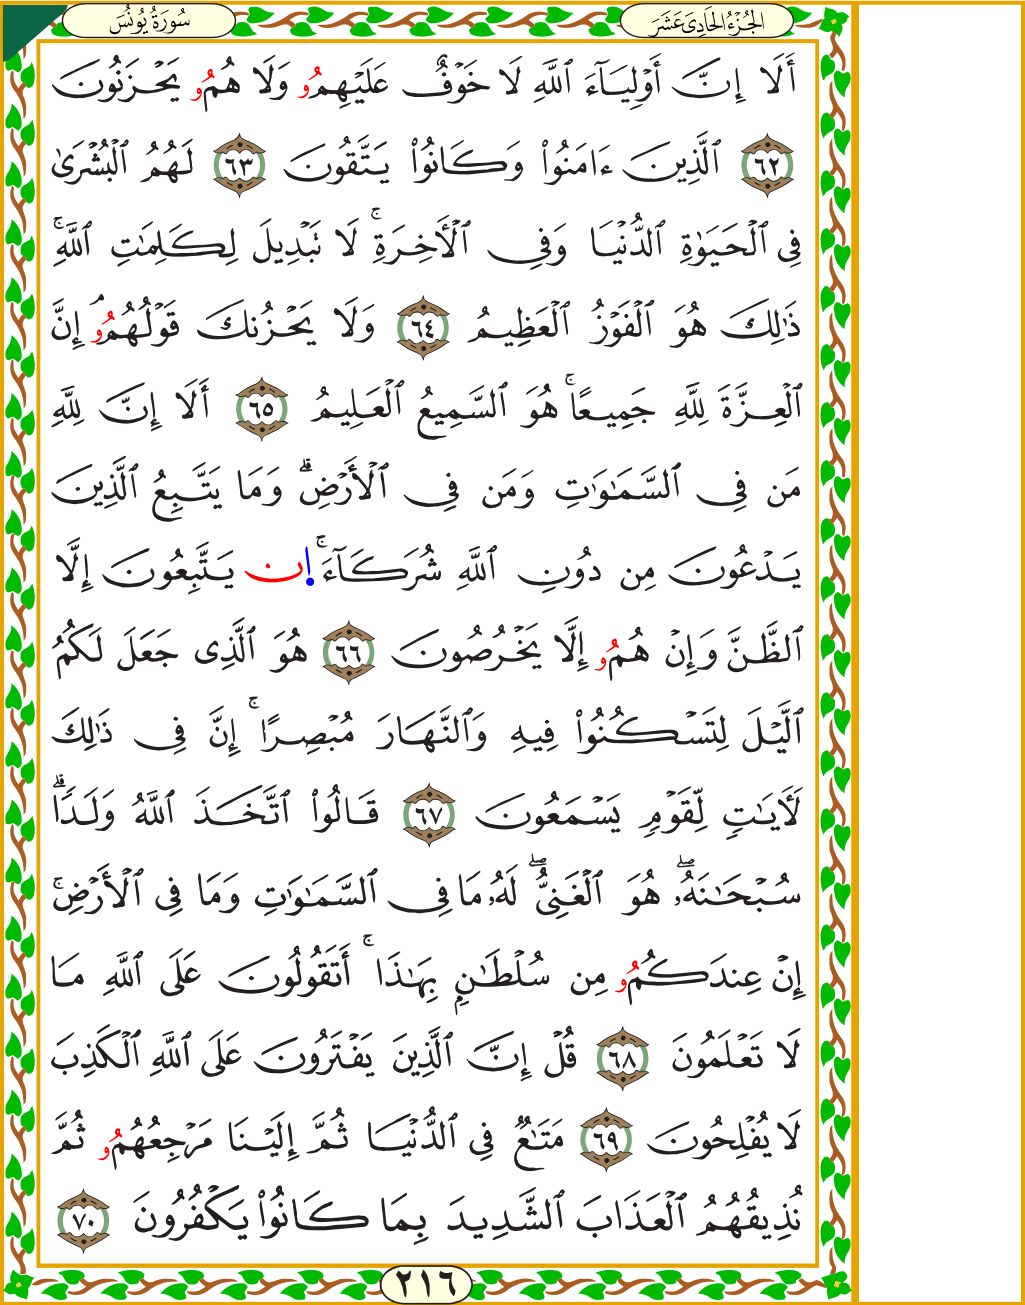 الجُزْءُ الحَادِىَ عَشَرَ
سُورَةُ يُونُسَ
أَلَا إِنَّ أَوْلِيَآءَ ٱللَّهِ لَا خَوْفٌ عَلَيْهِمُو وَلَا هُمُو يَحْزَنُونَ
٦٢ ٱلَّذِينَ ءَامَنُوا۟ وَكَانُوا۟ يَتَّقُونَ ٦٣ لَهُمُ ٱلْبُشْرَىٰ
فِى ٱلْحَيَوٰةِ ٱلدُّنْيَا وَفِى ٱلْأَخِرَةِ ۚ لَا تَبْدِيلَ لِكَلِمَٰتِ ٱللَّهِ ۚ
ذَٰلِكَ هُوَ ٱلْفَوْزُ ٱلْعَظِيمُ ٦٤ وَلَا يَحْزُنكَ قَوْلُهُمُو ۘ إِنَّ
ٱلْعِزَّةَ لِلَّهِ جَمِيعًا ۚ هُوَ ٱلسَّمِيعُ ٱلْعَلِيمُ ٦٥ أَلَا إِنَّ لِلَّهِ
مَن فِى ٱلسَّمَٰوَٰتِ وَمَن فِى ٱلْأَرْضِ ۗ وَمَا يَتَّبِعُ ٱلَّذِينَ
يَدْعُونَ مِن دُونِ ٱللَّهِ شُرَكَآءَ ۚ إن يَتَّبِعُونَ إِلَّا
ٱلظَّنَّ وَإِنْ هُمُو إِلَّا يَخْرُصُونَ ٦٦ هُوَ ٱلَّذِى جَعَلَ لَكُمُ
ٱلَّيْلَ لِتَسْكُنُوا۟ فِيهِ وَٱلنَّهَارَ مُبْصِرًا ۚ إِنَّ فِى ذَٰلِكَ
لَأَيَٰتٍ لِّقَوْمٍ يَسْمَعُونَ ٦٧ قَالُوا۟ ٱتَّخَذَ ٱللَّهُ وَلَدًا ۗ
سُبْحَٰنَهُۥ ۖ هُوَ ٱلْغَنِىُّ ۖ لَهُۥ مَا فِى ٱلسَّمَٰوَٰتِ وَمَا فِى ٱلْأَرْضِ ۚ
إِنْ عِندَكُمُو مِن سُلْطَٰنٍ بِهَٰذَا ۚ أَتَقُولُونَ عَلَى ٱللَّهِ مَا
لَا تَعْلَمُونَ ٦٨ قُلْ إِنَّ ٱلَّذِينَ يَفْتَرُونَ عَلَى ٱللَّهِ ٱلْكَذِبَ
لَا يُفْلِحُونَ ٦٩ مَتَٰعٌ فِى ٱلدُّنْيَا ثُمَّ إِلَيْنَا مَرْجِعُهُمُو ثُمَّ
نُذِيقُهُمُ ٱلْعَذَابَ ٱلشَّدِيدَ بِمَا كَانُوا۟ يَكْفُرُونَ ٧٠
٢١٦